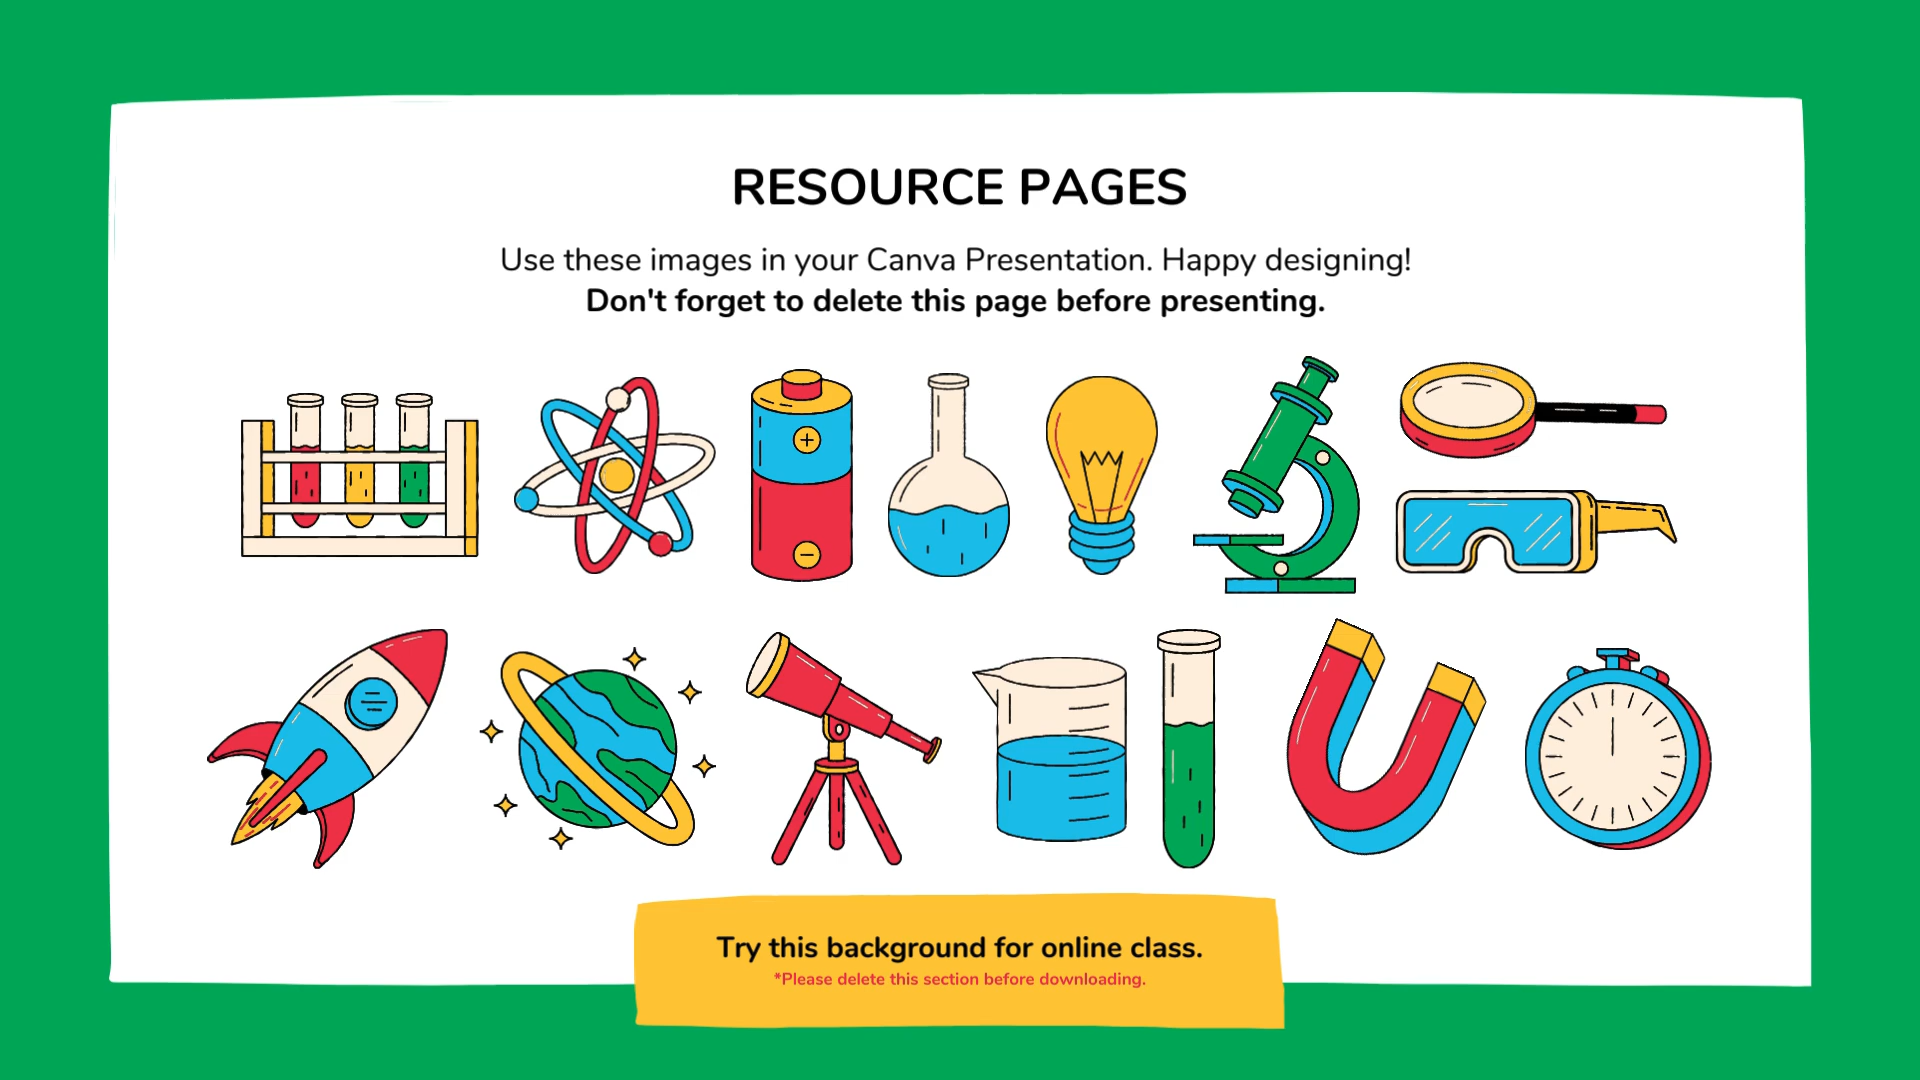 RESOURCE PAGES
Use these images in your Canva Presentation. Happy designing!
Don't forget to delete this page before presenting.
Try this background for online class.
*Please delete this section before downloading.